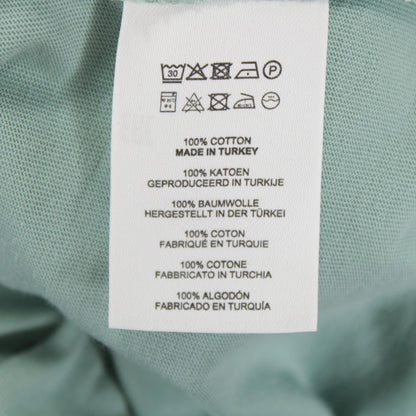 30 P
100% COTTON
MADE IN TURKEY
100% KATOEN
GEPRODUCEERD IN TURKIJE
100% BAUMWOLLE
HERGESTELLT IN DER TÜRKEI
100% COTON
FABRIQUÉ EN TURQUIE
100% COTONE
FABBRICATO IN TURCHIA
100% ALGODÓN
FABRICADO EN TURQUÍA